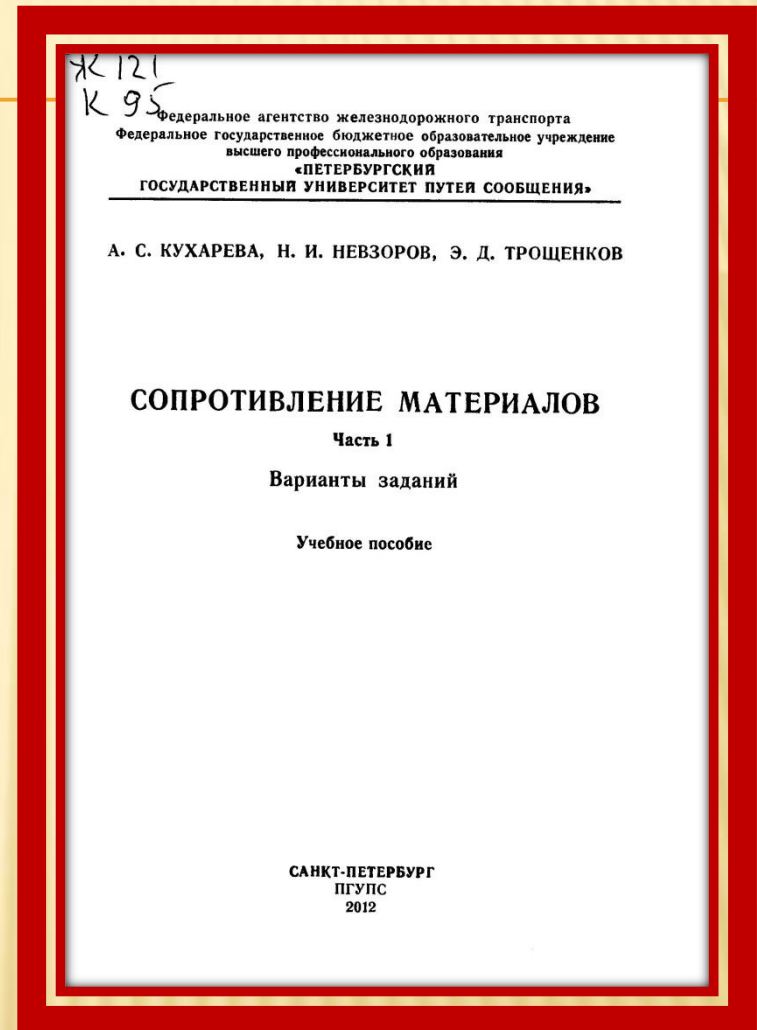 Ж 121
К 95
Федеральное агентство железнодорожного транспорта
Федеральное государственное бюджетное образовательное учреждение
высшего профессионального образования
«ПЕТЕРБУРГСКИЙ
ГОСУДАРСТВЕННЫЙ УНИВЕРСИТЕТ ПУТЕЙ СООБЩЕНИЯ»
А. С. КУХАРЕВА, Н. И. НЕВЗОРОВ, Э. Д. ТРОЩЕНКОВ
СОПРОТИВЛЕНИЕ МАТЕРИАЛОВ
Часть 1
Варианты заданий
Учебное пособие
САНКТ-ПЕТЕРБУРГ
ПГУПС
2012